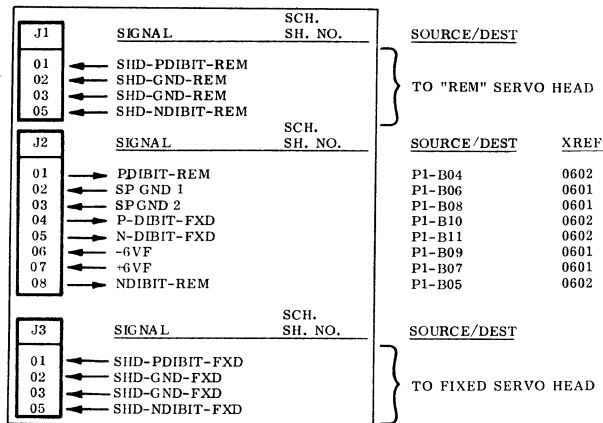 SCH.
J1 SIGNAL SH. NO. SOURCE/DEST
01 SHD-PDIBIT-REM
02 SHD-GND-REM
03 SHD-GND-REM
05 SHD-NDIBIT-REM
TO "REM" SERVO HEAD
SCH.
J2 SIGNAL SH. NO. SOURCE/DEST XREF
01 PDIBIT-REM P1-B04 0602
02 SP GND 1 P1-B06 0601
03 SPGND 2 P1-B08 0601
04 P-DIBIT-FXD P1-B10 0602
05 N-DIBIT-FXD P1-B11 0602
06 -6VF P1-B09 0601
07 +6VF P1-B07 0601
08 NDIBIT-REM P1-B05 0602
SCH.
J3 SIGNAL SH. NO. SOURCE/DEST
01 SHD-PDIBIT-FXD
02 SHD-GND-FXD
03 SHD-GND-FXD
05 SHD-NDIBIT-FXD
TO FIXED SERVO HEAD